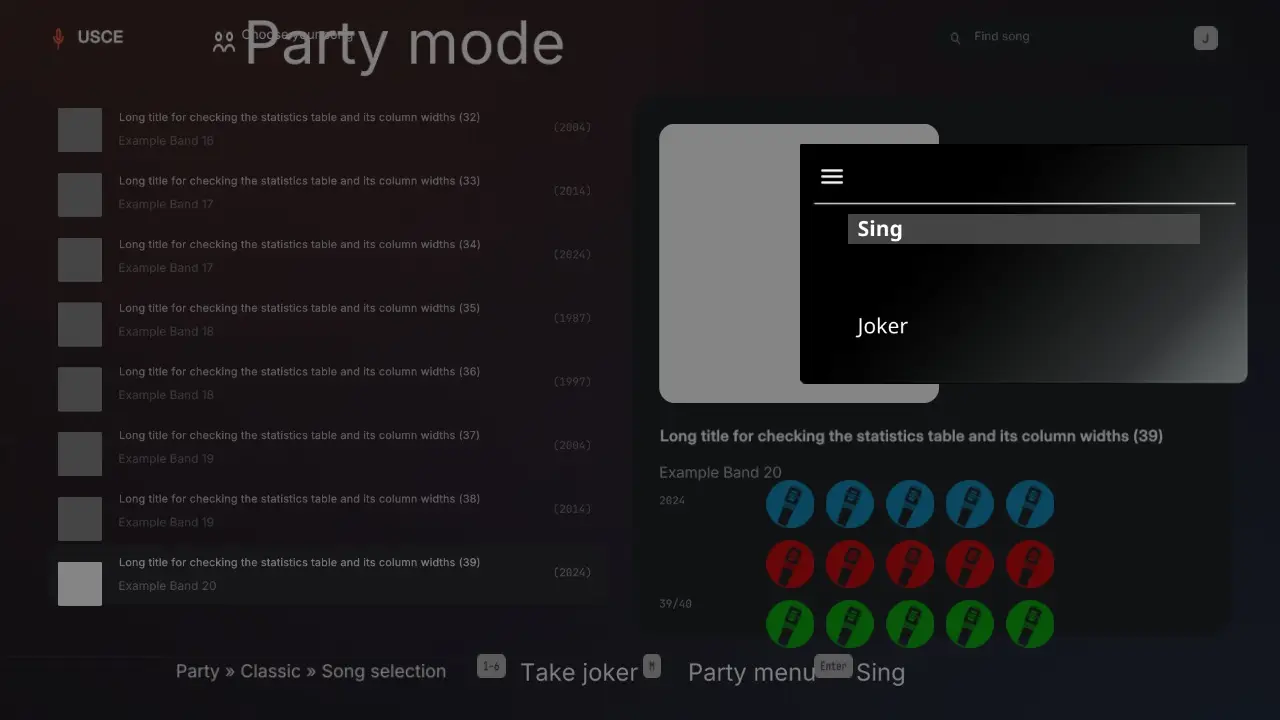 USCE
Choose your song
Party mode
Find song
J
Long title for checking the statistics table and its column widths (32)
Example Band 16
(2004)
Long title for checking the statistics table and its column widths (33)
Example Band 17
(2014)
Long title for checking the statistics table and its column widths (34)
Example Band 17
(2024)
Long title for checking the statistics table and its column widths (35)
Example Band 18
(1987)
Long title for checking the statistics table and its column widths (36)
Example Band 18
(1997)
Long title for checking the statistics table and its column widths (37)
Example Band 19
(2004)
Long title for checking the statistics table and its column widths (38)
Example Band 19
(2014)
Long title for checking the statistics table and its column widths (39)
Example Band 20
(2024)
Sing
Joker
Long title for checking the statistics table and its column widths (39)
Example Band 20
2024
39/40
Party » Classic » Song selection
1-6 Take joker M Party menu Enter Sing